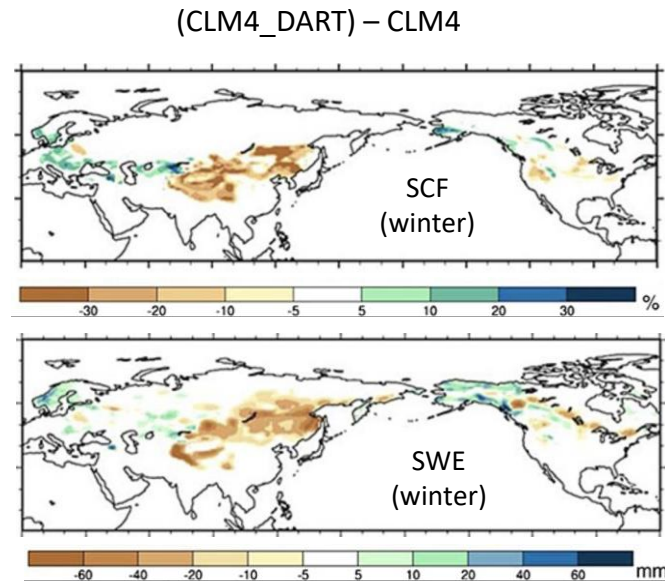 (CLM4_DART) – CLM4
SCF
(winter)
-30 -20 -10 -5 5 10 20 30 %
SWE
(winter)
-60 -40 -20 -10 -5 5 10 20 40 60 mm